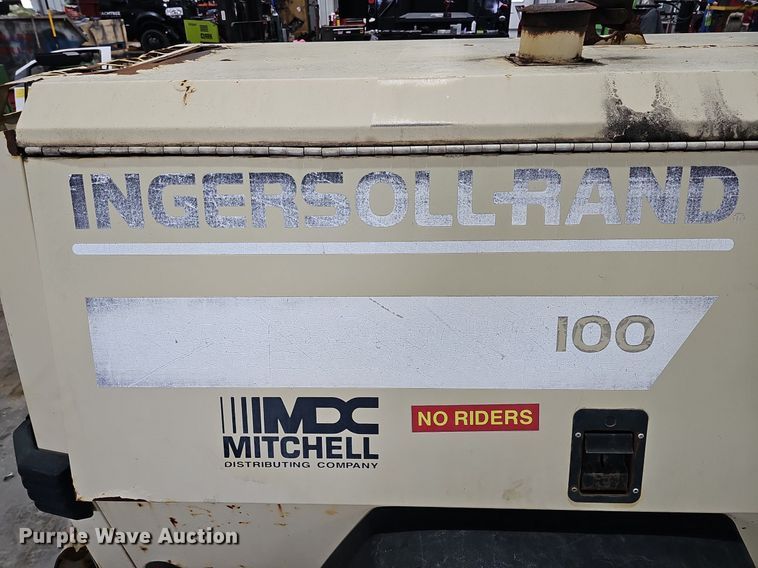 INGERSOLL-RAND
100
MDC
MITCHELL
DISTRIBUTING COMPANY
NO RIDERS
Purple Wave Auction